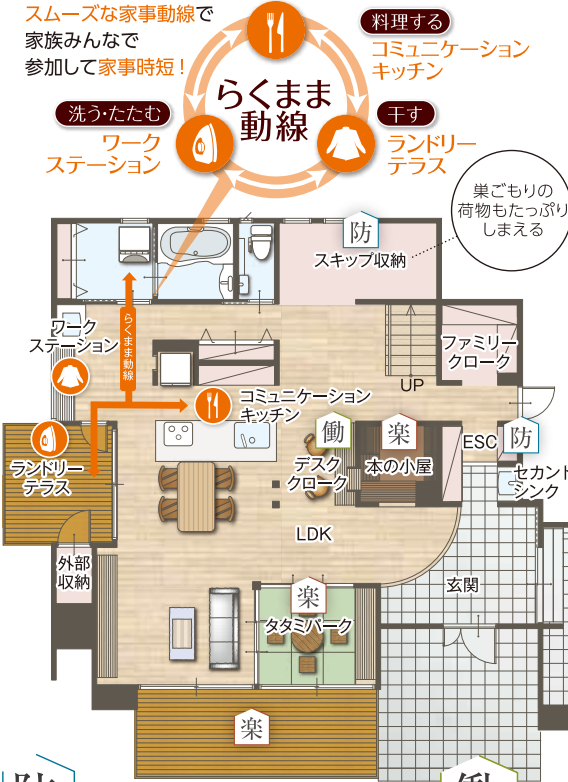 スムーズな家事動線で
家族みんなで
参加して家事時短！
らくまま
動線
料理する
コミュニケーション
キッチン
洗う・たたむ
ワーク
ステーション
干す
ランドリー
テラス
巣ごもりの
荷物もたっぷり
しまえる
防
スキップ収納
ワーク
ステーション
らくまま動線
ファミリー
クローク
UP
コミュニケーション
キッチン
働
デスク
クローク
楽
本の小屋
ESC
防
セカンド
シンク
ランドリー
テラス
LDK
外部
収納
玄関
楽
タタミパーク
楽
防
働